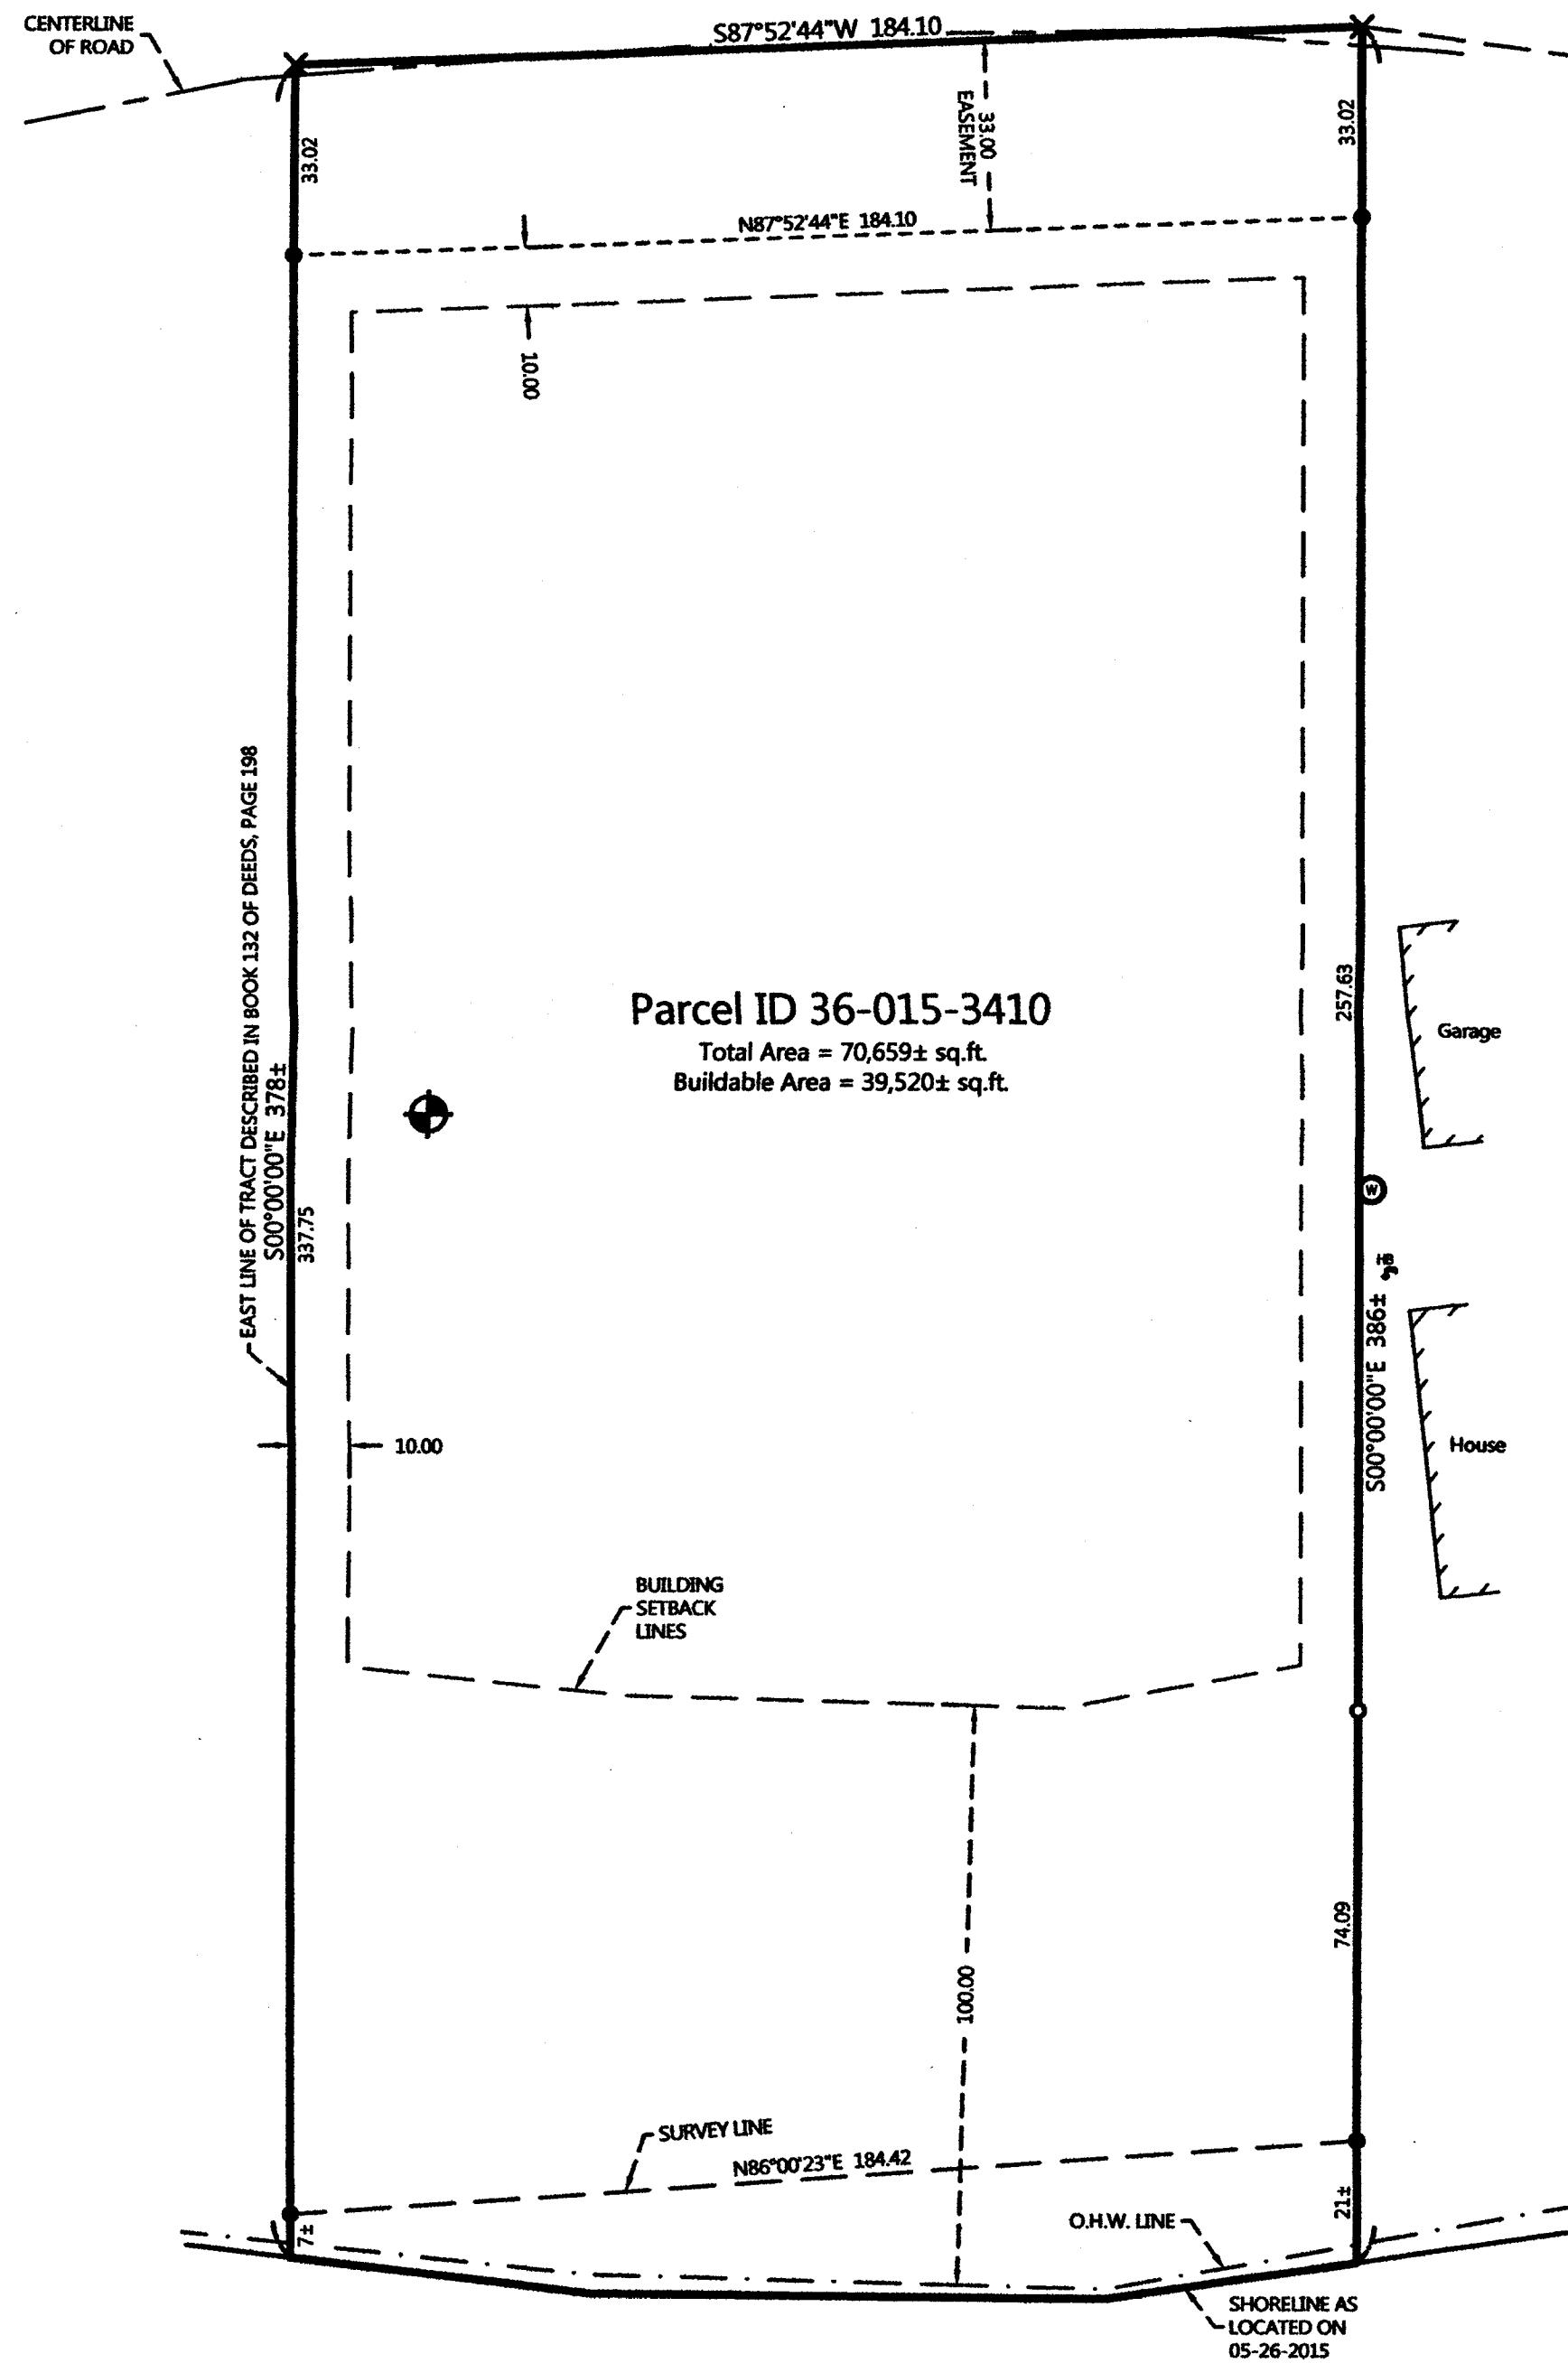 CENTERLINE
OF ROAD
S87°52'44"W 184.10
33.02
33.00
EASEMENT
33.02
N87°52'44"E 184.10
10.00
EAST LINE OF TRACT DESCRIBED IN BOOK 132 OF DEEDS, PAGE 198
S00°00'00"E 378±
337.75
Parcel ID 36-015-3410
Total Area = 70,659± sq.ft.
Buildable Area = 39,520± sq.ft.
257.63
Garage
W
HB
S00°00'00"E 386±
House
10.00
BUILDING
SETBACK
LINES
100.00
74.09
SURVEY LINE
N86°00'23"E 184.42
7±
21±
O.H.W. LINE
SHORELINE AS
LOCATED ON
05-26-2015